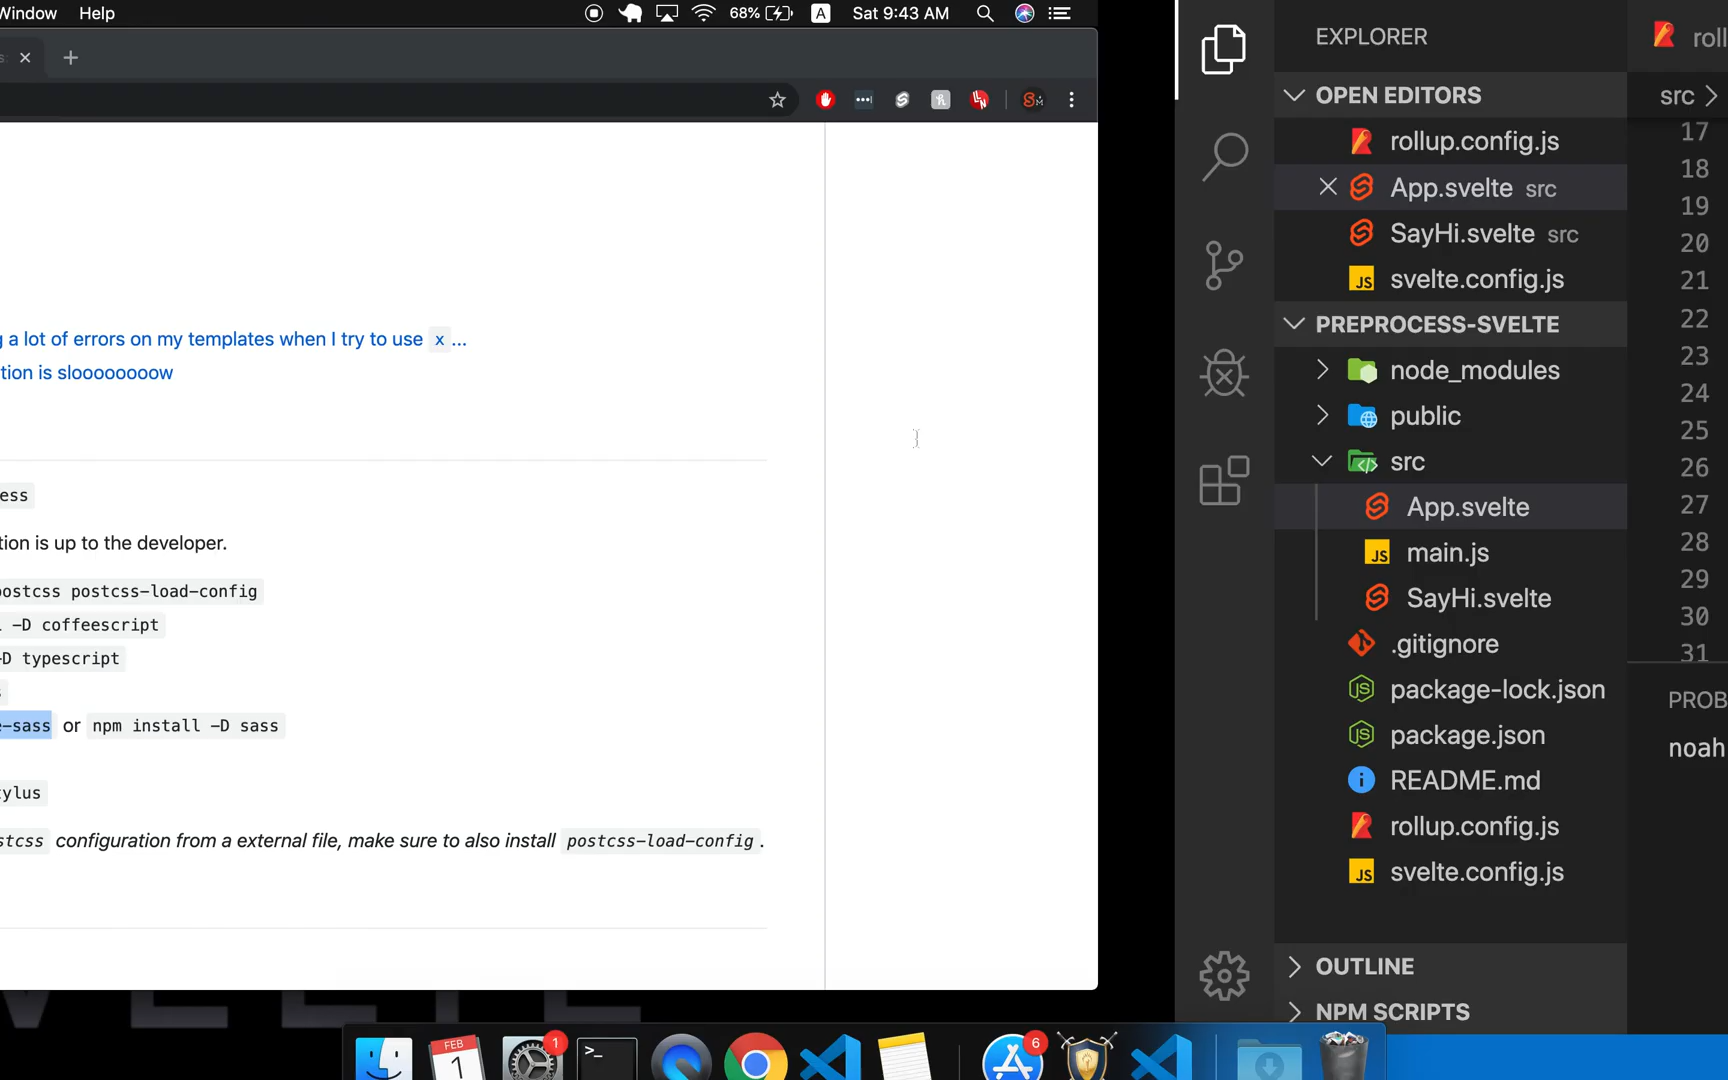 Window Help 68% A Sat 9:43 AM
a lot of errors on my templates when I try to use x...
tion is slooooooow
ess
tion is up to the developer.
postcss postcss-load-config
-D coffeescript
-D typescript
-sass or npm install -D sass
ylus
stcss configuration from a external file, make sure to also install postcss-load-config.
FEB
1
1
>_
6
EXPLORER
OPEN EDITORS
rollup.config.js
App.svelte src
SayHi.svelte src
JS svelte.config.js
PREPROCESS-SVELTE
node_modules
public
src
App.svelte
JS main.js
SayHi.svelte
.gitignore
package-lock.json
package.json
README.md
rollup.config.js
JS svelte.config.js
OUTLINE
NPM SCRIPTS
roll
src >
17
18
19
20
21
22
23
24
25
26
27
28
29
30
31
PROB
noah